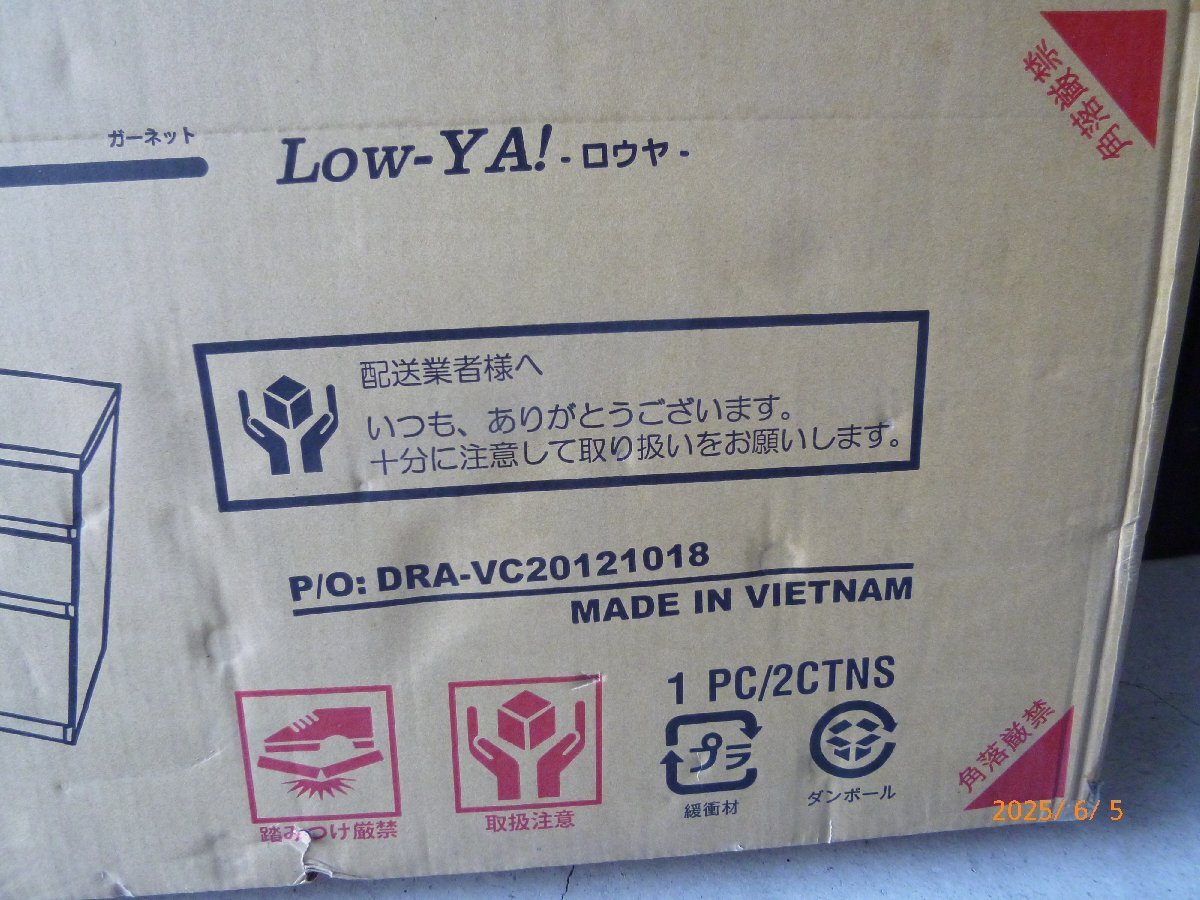 角落厳禁
ガーネット
Low-YA! -ロウヤ-
配送業者様へ
いつも、ありがとうございます。
十分に注意して取り扱いをお願いします。
P/O: DRA-VC20121018
MADE IN VIETNAM
1 PC/2CTNS
プラ
踏みつけ厳禁
取扱注意
緩衝材
ダンボール
角落厳禁
2025/ 6/ 5